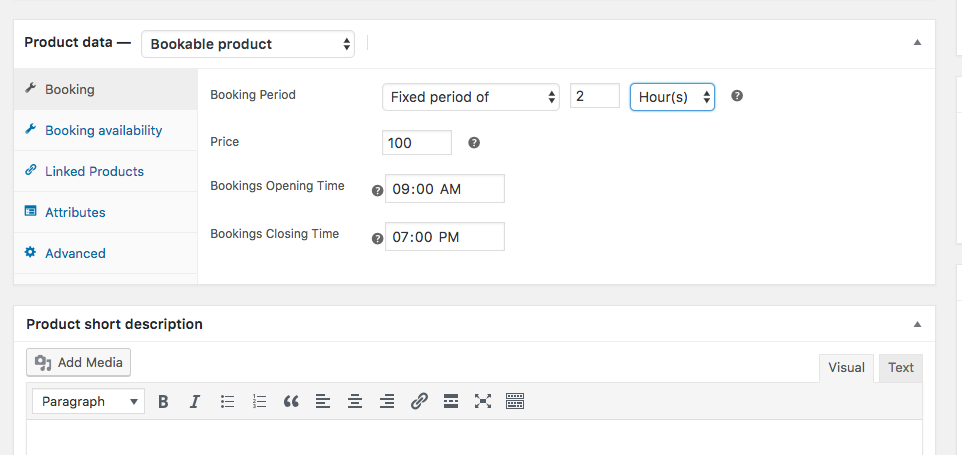 Product data — Bookable product
Booking
Booking availability
Linked Products
Attributes
Advanced
Booking Period Fixed period of 2 Hour(s) ?
Price 100 ?
Bookings Opening Time ? 09:00 AM
Bookings Closing Time ? 07:00 PM
Product short description
Add Media
Visual Text
Paragraph B I